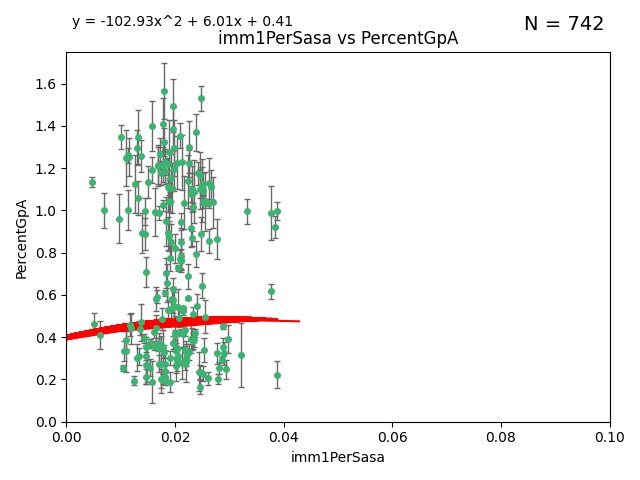 y = -102.93x^2 + 6.01x + 0.41
N = 742
imm1PerSasa vs PercentGpA
1.6
1.4
1.2
1.0
0.8
0.6
0.4
0.2
0.0
PercentGpA
0.00 0.02 0.04 0.06 0.08 0.10
imm1PerSasa